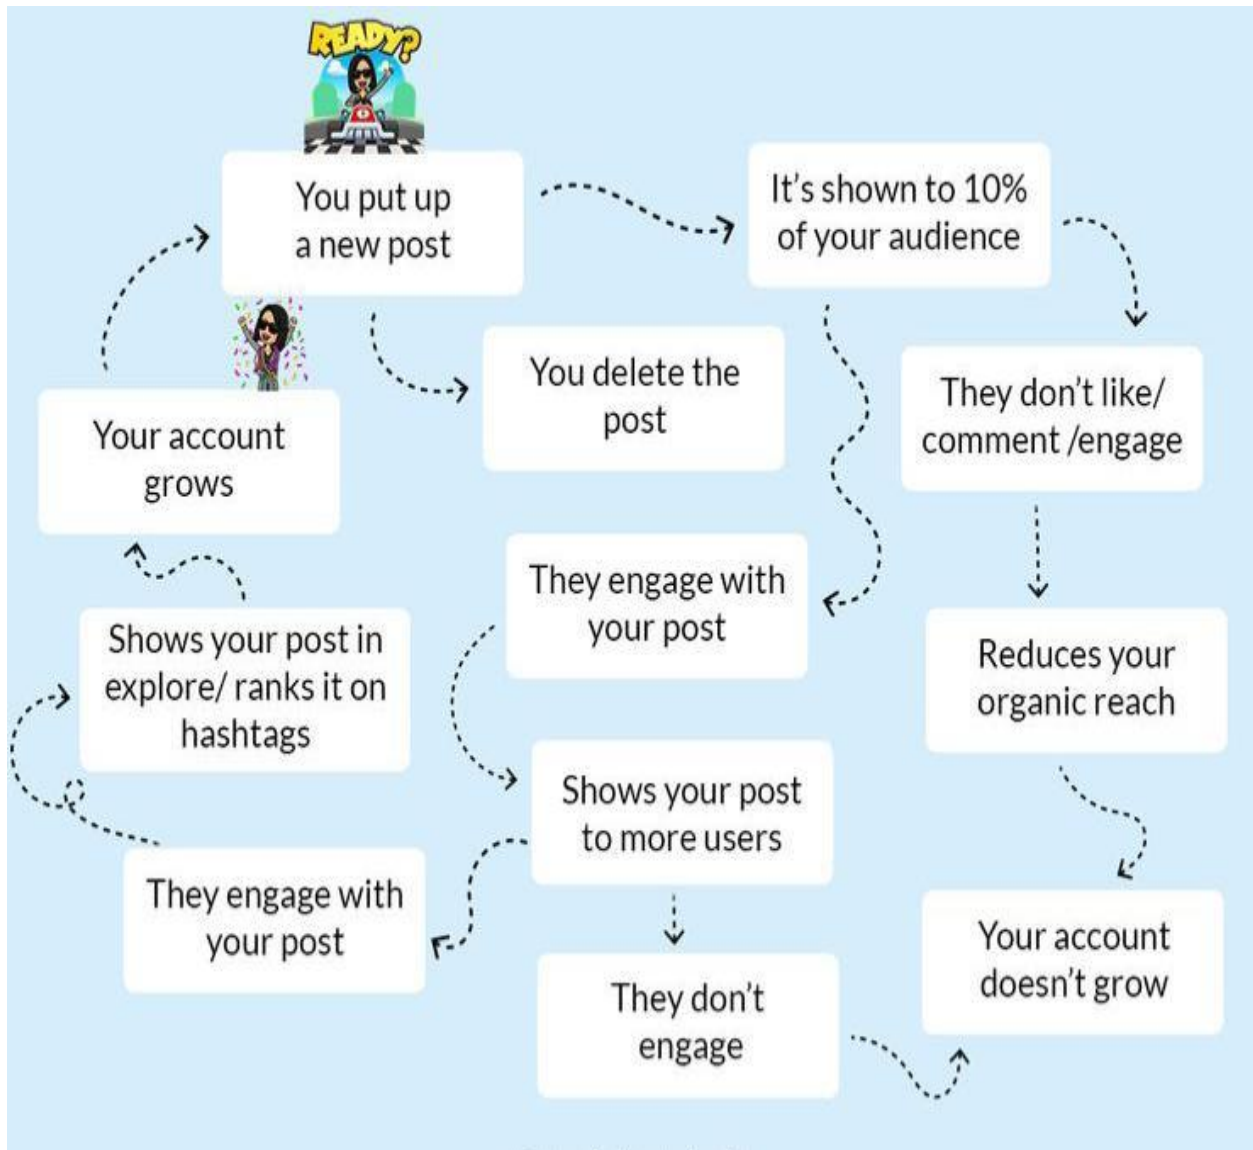 READY?
You put up
a new post
It's shown to 10%
of your audience
You delete the
post
They don't like/
comment /engage
Your account
grows
They engage with
your post
Shows your post in
explore/ ranks it on
hashtags
Reduces your
organic reach
Shows your post
to more users
They engage with
your post
Your account
doesn't grow
They don't
engage